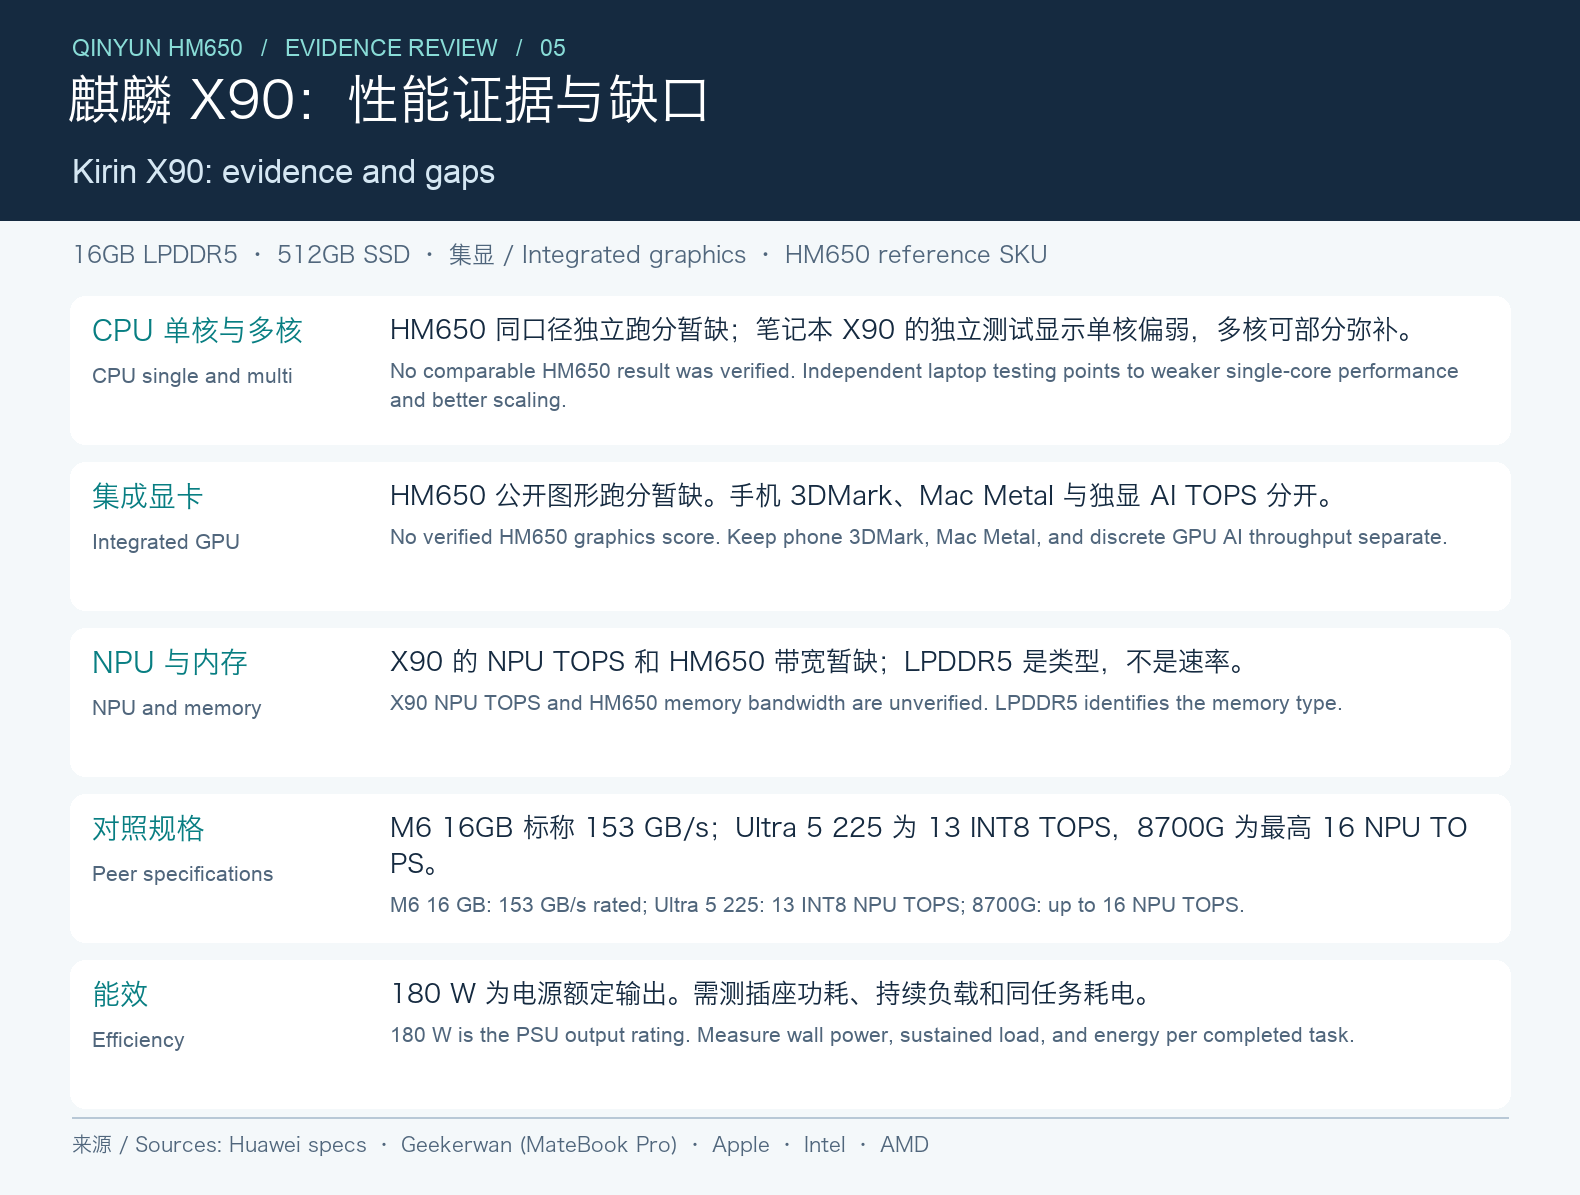 QINYUN HM650 / EVIDENCE REVIEW / 05
麒麟 X90：性能证据与缺口
Kirin X90: evidence and gaps
16GB LPDDR5 · 512GB SSD · 集显 / Integrated graphics · HM650 reference SKU
CPU 单核与多核
CPU single and multi
HM650 同口径独立跑分暂缺；笔记本 X90 的独立测试显示单核偏弱，多核可部分弥补。
No comparable HM650 result was verified. Independent laptop testing points to weaker single-core performance
and better scaling.
集成显卡
Integrated GPU
HM650 公开图形跑分暂缺。手机 3DMark、Mac Metal 与独显 AI TOPS 分开。
No verified HM650 graphics score. Keep phone 3DMark, Mac Metal, and discrete GPU AI throughput separate.
NPU 与内存
NPU and memory
X90 的 NPU TOPS 和 HM650 带宽暂缺；LPDDR5 是类型，不是速率。
X90 NPU TOPS and HM650 memory bandwidth are unverified. LPDDR5 identifies the memory type.
对照规格
Peer specifications
M6 16GB 标称 153 GB/s；Ultra 5 225 为 13 INT8 TOPS，8700G 为最高 16 NPU TO
PS。
M6 16 GB: 153 GB/s rated; Ultra 5 225: 13 INT8 NPU TOPS; 8700G: up to 16 NPU TOPS.
能效
Efficiency
180 W 为电源额定输出。需测插座功耗、持续负载和同任务耗电。
180 W is the PSU output rating. Measure wall power, sustained load, and energy per completed task.
来源 / Sources: Huawei specs · Geekerwan (MateBook Pro) · Apple · Intel · AMD